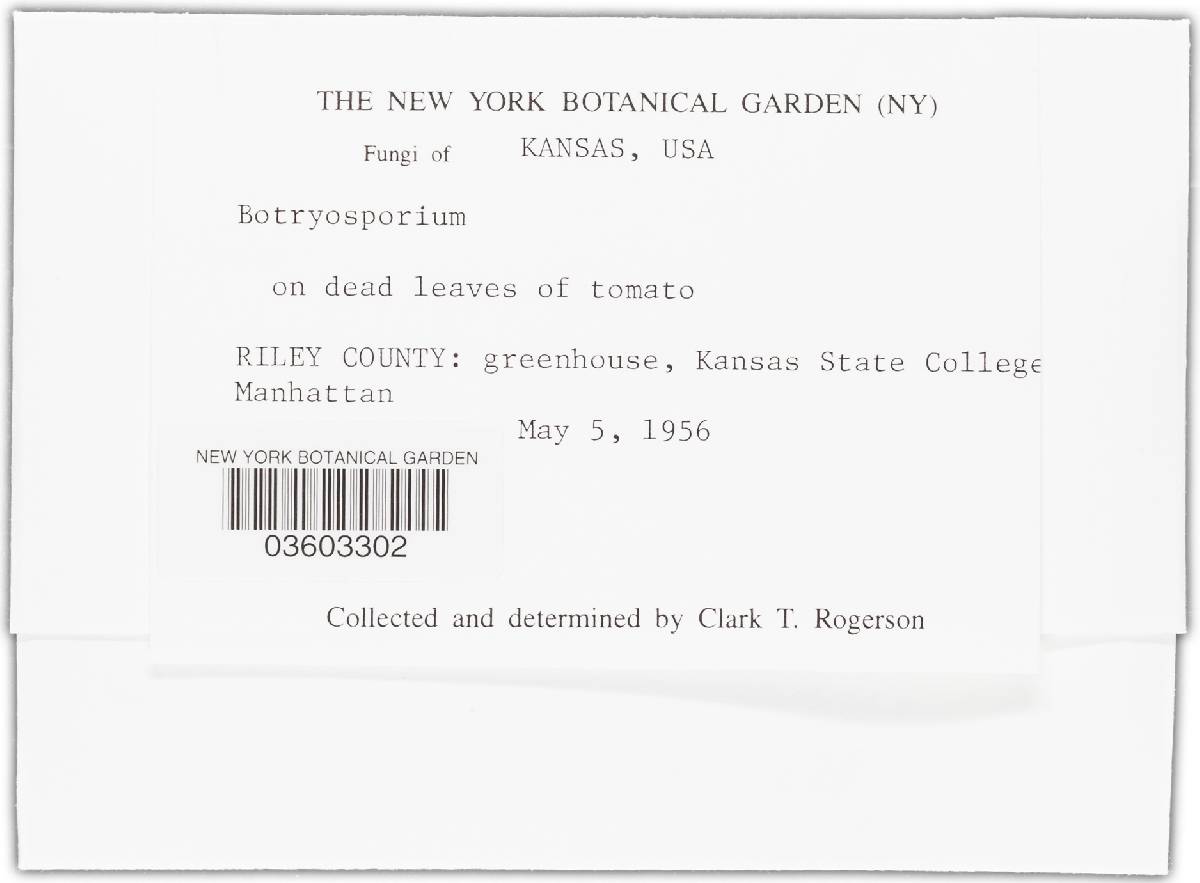 THE NEW YORK BOTANICAL GARDEN (NY)
Fungi of KANSAS, USA
Botryosporium
on dead leaves of tomato
RILEY COUNTY: greenhouse, Kansas State College
Manhattan
May 5, 1956
NEW YORK BOTANICAL GARDEN
03603302
Collected and determined by Clark T. Rogerson